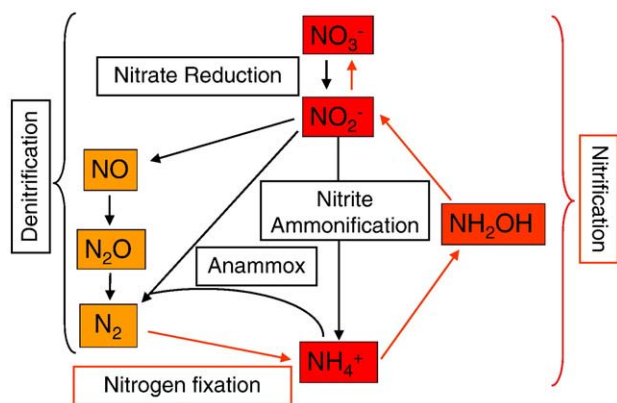 NO₃⁻
Nitrate Reduction
NO₂⁻
Denitrification
NO
Nitrite
Ammonification
NH₂OH
Nitrification
N₂O
Anammox
N₂
NH₄⁺
Nitrogen fixation